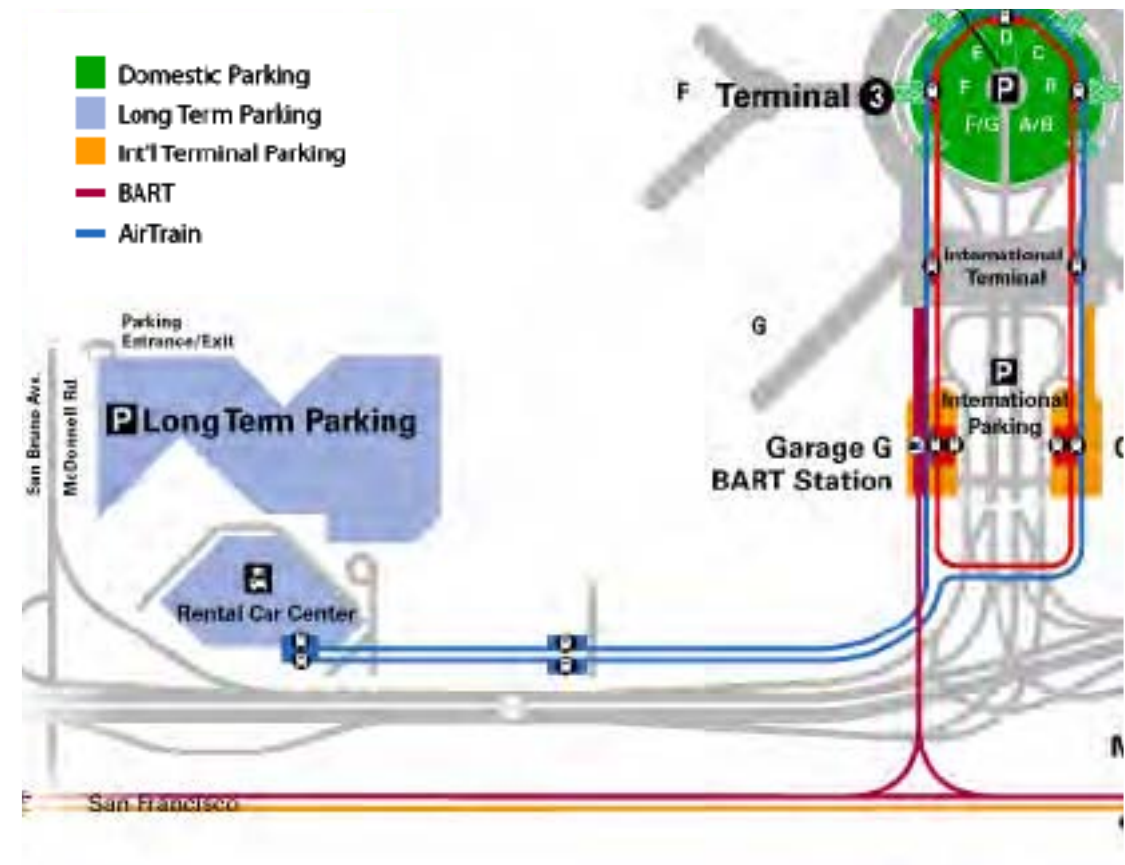 Domestic Parking
Long Term Parking
Int'l Terminal Parking
BART
AirTrain
D
E
C
F
P
B
F/G
A/B
F
Terminal 3
International
Terminal
G
Parking
Entrance/Exit
San Bruno Ave.
McDonnell Rd
P Long Term Parking
P
International
Parking
Garage G
BART Station
Rental Car Center
San Francisco